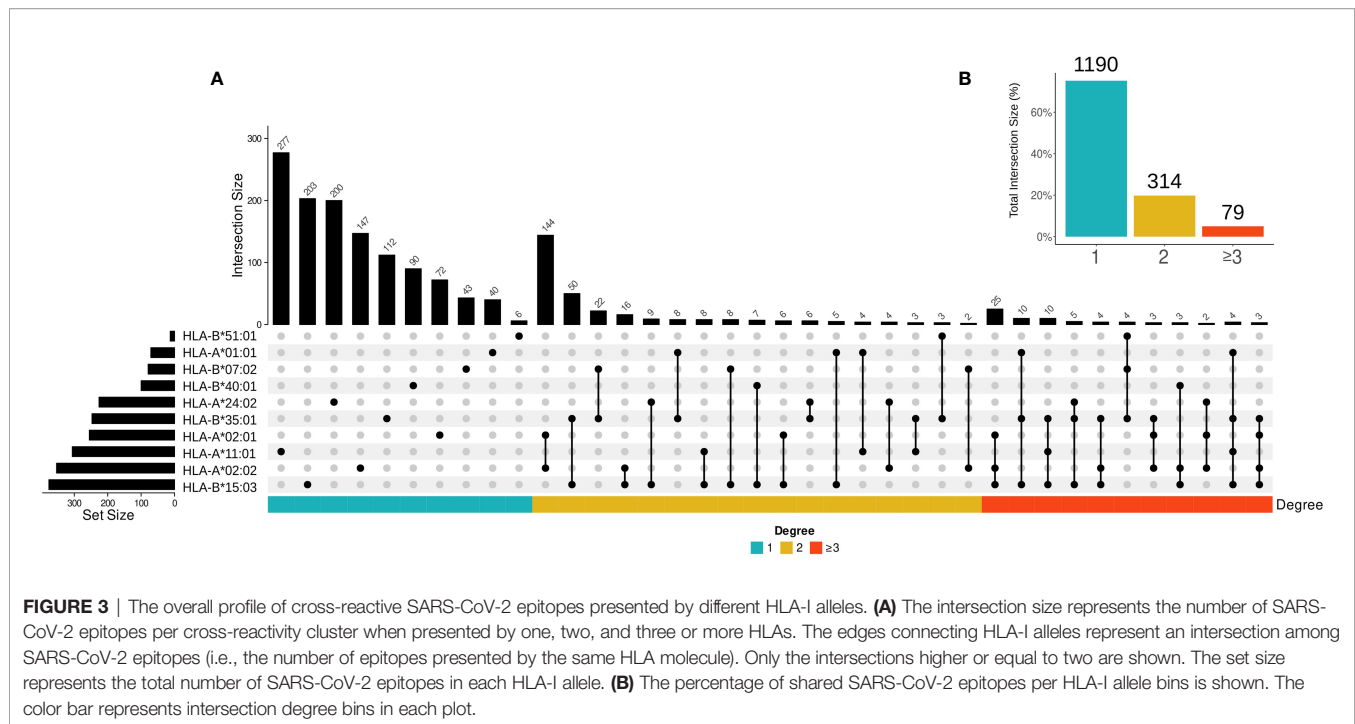 A
B
1190
314
79
Total Intersection Size (%)
60%
40%
20%
0%
1 2 ≥3
Intersection Size
300
200
100
0
277 203 200 147 112 90 72 43 40 6 144 50 22 16 9 8 8 8 7 6 6 5 4 4 3 3 2 25 10 10 5 4 4 3 3 2 4 3
HLA-B*51:01
HLA-A*01:01
HLA-B*07:02
HLA-B*40:01
HLA-A*24:02
HLA-B*35:01
HLA-A*02:01
HLA-A*11:01
HLA-A*02:02
HLA-B*15:03
300 200 100 0
Set Size
Degree
Degree
1 2 ≥3
FIGURE 3 | The overall profile of cross-reactive SARS-CoV-2 epitopes presented by different HLA-I alleles. (A) The intersection size represents the number of SARS-
CoV-2 epitopes per cross-reactivity cluster when presented by one, two, and three or more HLAs. The edges connecting HLA-I alleles represent an intersection among
SARS-CoV-2 epitopes (i.e., the number of epitopes presented by the same HLA molecule). Only the intersections higher or equal to two are shown. The set size
represents the total number of SARS-CoV-2 epitopes in each HLA-I allele. (B) The percentage of shared SARS-CoV-2 epitopes per HLA-I allele bins is shown. The
color bar represents intersection degree bins in each plot.